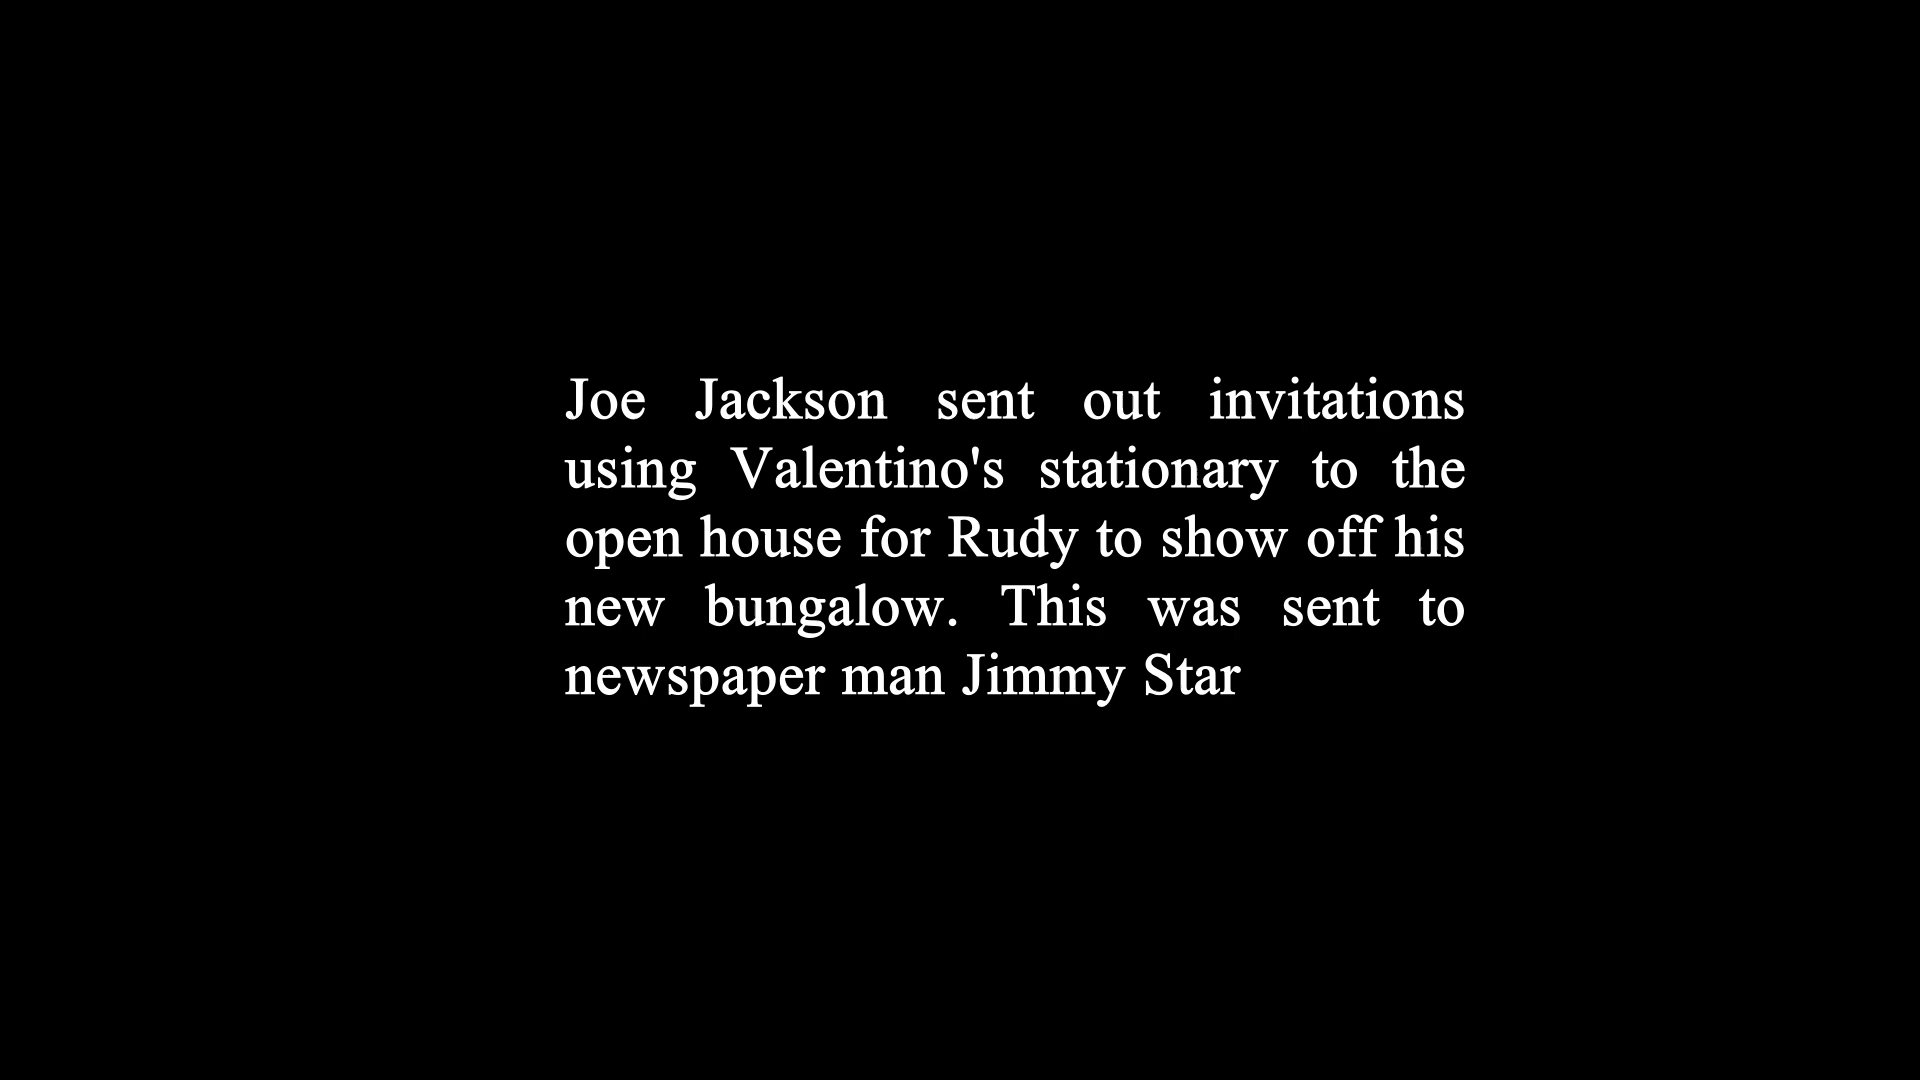 Joe Jackson sent out invitations
using Valentino's stationary to the
open house for Rudy to show off his
new bungalow. This was sent to
newspaper man Jimmy Star